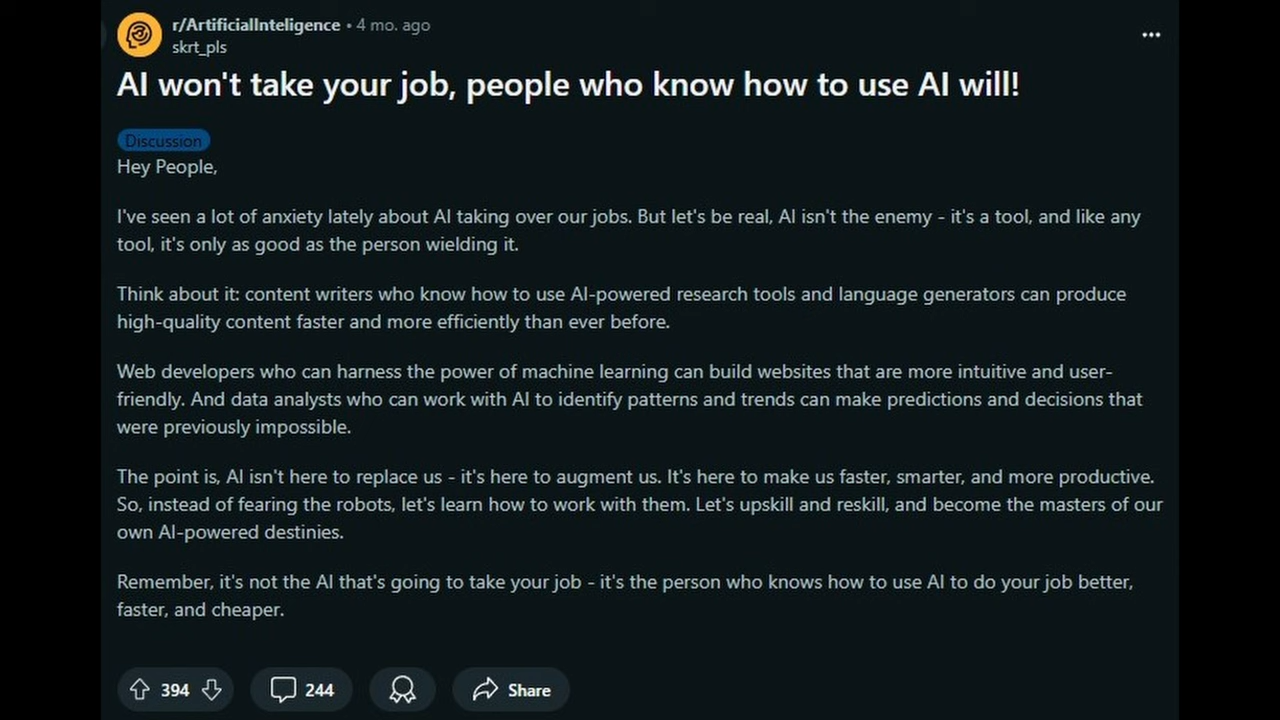 r/ArtificialInteligence • 4 mo. ago
skrt_pls
AI won't take your job, people who know how to use AI will!
Discussion
Hey People,
I've seen a lot of anxiety lately about AI taking over our jobs. But let's be real, AI isn't the enemy - it's a tool, and like any
tool, it's only as good as the person wielding it.
Think about it: content writers who know how to use AI-powered research tools and language generators can produce
high-quality content faster and more efficiently than ever before.
Web developers who can harness the power of machine learning can build websites that are more intuitive and user-
friendly. And data analysts who can work with AI to identify patterns and trends can make predictions and decisions that
were previously impossible.
The point is, AI isn't here to replace us - it's here to augment us. It's here to make us faster, smarter, and more productive.
So, instead of fearing the robots, let's learn how to work with them. Let's upskill and reskill, and become the masters of our
own AI-powered destinies.
Remember, it's not the AI that's going to take your job - it's the person who knows how to use AI to do your job better,
faster, and cheaper.
394 244 Share